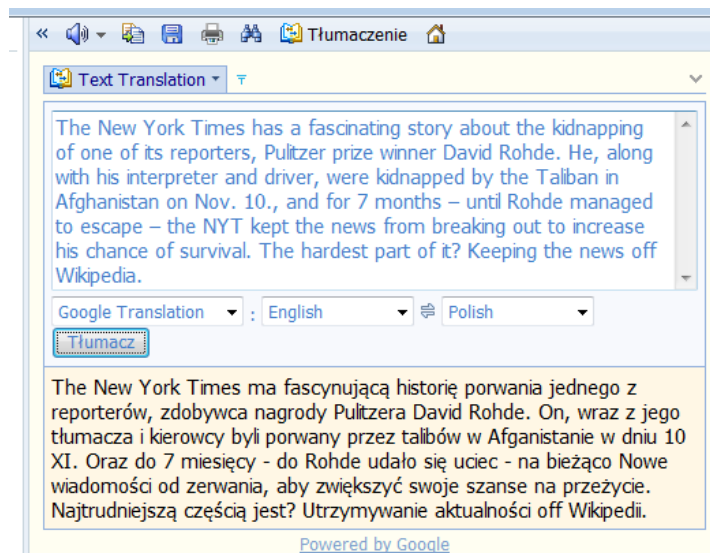 « Tłumaczenie
Text Translation
The New York Times has a fascinating story about the kidnapping
of one of its reporters, Pulitzer prize winner David Rohde. He, along
with his interpreter and driver, were kidnapped by the Taliban in
Afghanistan on Nov. 10., and for 7 months – until Rohde managed
to escape – the NYT kept the news from breaking out to increase
his chance of survival. The hardest part of it? Keeping the news off
Wikipedia.
Google Translation : English Polish
Tłumacz
The New York Times ma fascynującą historię porwania jednego z
reporterów, zdobywca nagrody Pulitzera David Rohde. On, wraz z jego
tłumacza i kierowcy byli porwany przez talibów w Afganistanie w dniu 10
XI. Oraz do 7 miesięcy - do Rohde udało się uciec - na bieżąco Nowe
wiadomości od zerwania, aby zwiększyć swoje szanse na przeżycie.
Najtrudniejszą częścią jest? Utrzymywanie aktualności off Wikipedii.
Powered by Google